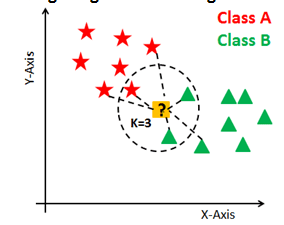 Class A
Class B
Y-Axis
?
K=3
X-Axis